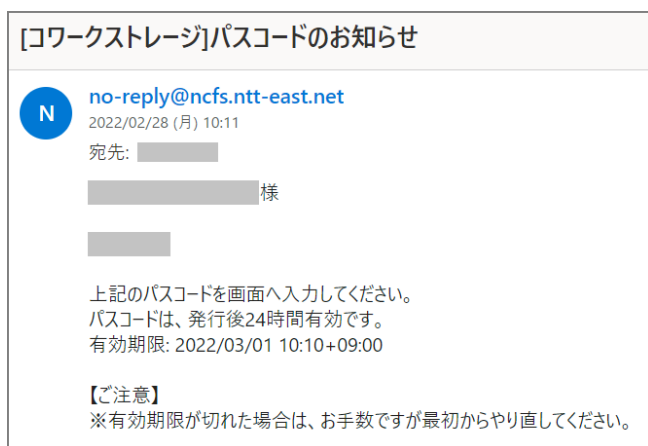 [コワークストレージ]パスコードのお知らせ
N
no-reply@ncfs.ntt-east.net
2022/02/28 (月) 10:11
宛先:
様
上記のパスコードを画面へ入力してください。
パスコードは、発行後24時間有効です。
有効期限: 2022/03/01 10:10+09:00
【ご注意】
※有効期限が切れた場合は、お手数ですが最初からやり直してください。